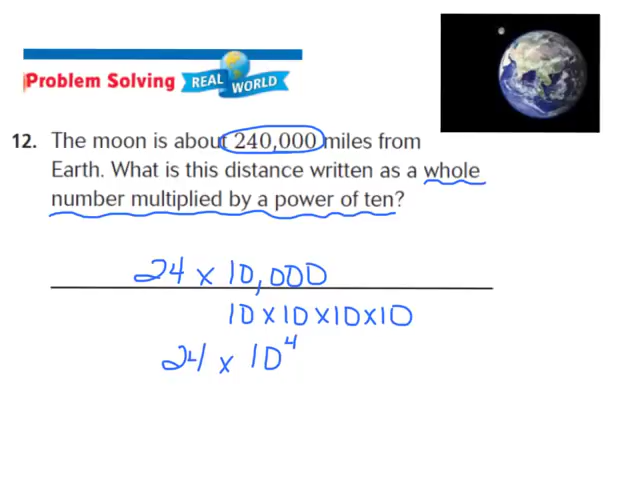 Problem Solving REAL WORLD
12. The moon is about 240,000 miles from
Earth. What is this distance written as a whole
number multiplied by a power of ten?
24 × 10,000
10 × 10 × 10 × 10
24 × 10⁴